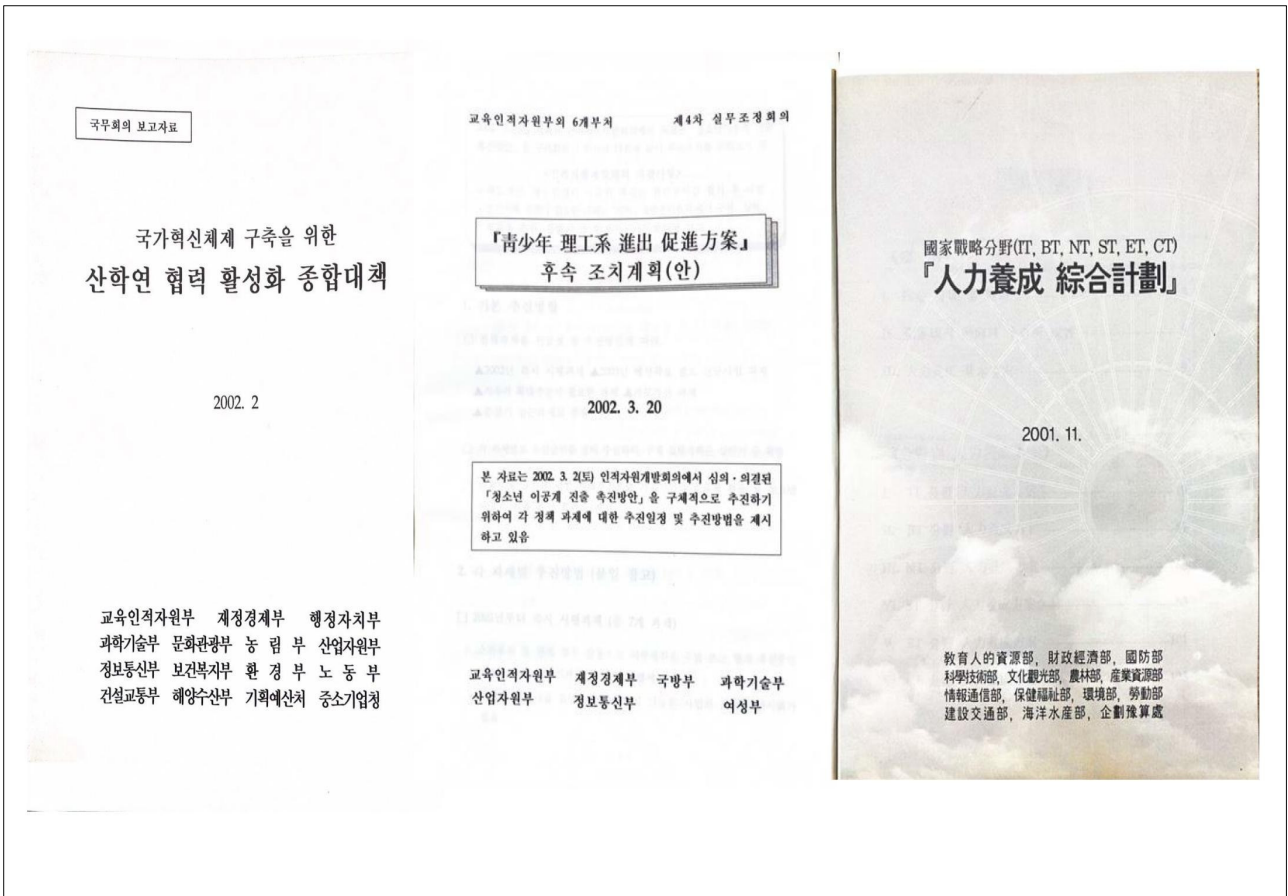 국무회의 보고자료
국가혁신체제 구축을 위한
산학연 협력 활성화 종합대책
2002. 2
교육인적자원부 재정경제부 행정자치부
과학기술부 문화관광부 농 림 부 산업자원부
정보통신부 보건복지부 환 경 부 노 동 부
건설교통부 해양수산부 기획예산처 중소기업청
교육인적자원부외 6개부처 제4차 실무조정회의
『靑少年 理工系 進出 促進方案』
후속 조치계획(안)
2002. 3. 20
본 자료는 2002. 3. 2(토) 인적자원개발회의에서 심의·의결된
「청소년 이공계 진출 촉진방안」을 구체적으로 추진하기
위하여 각 정책 과제에 대한 추진일정 및 추진방법을 제시
하고 있음
교육인적자원부 재정경제부 국방부 과학기술부
산업자원부 정보통신부 여성부
國家戰略分野(IT, BT, NT, ST, ET, CT)
『人力養成 綜合計劃』
2001. 11.
敎育人的資源部, 財政經濟部, 國防部
科學技術部, 文化觀光部, 農林部, 産業資源部
情報通信部, 保健福祉部, 環境部, 勞動部
建設交通部, 海洋水産部, 企劃豫算處